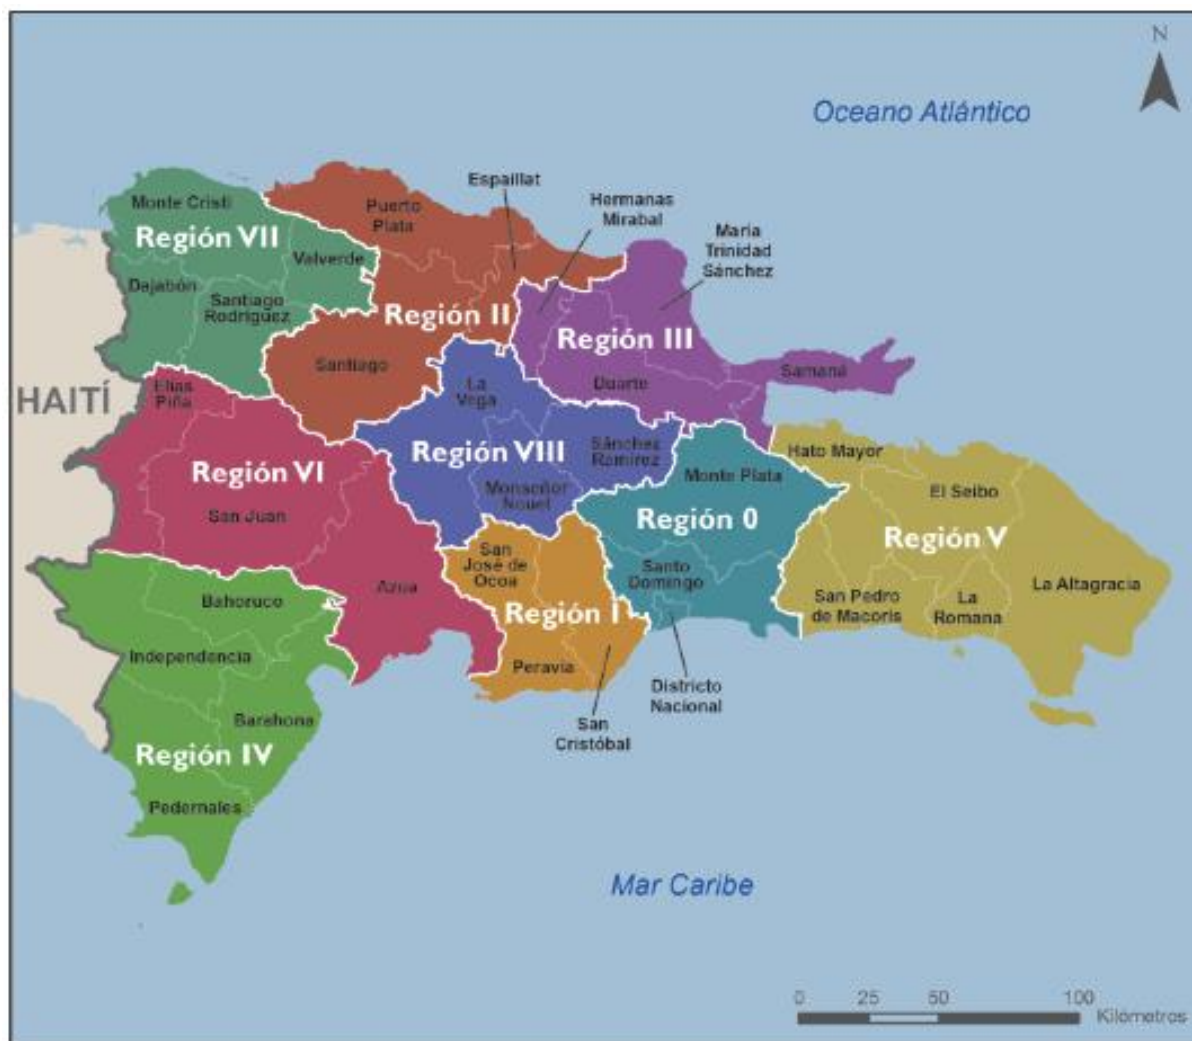 N
Oceano Atlántico
Espaillat
Hermanas
Mirabal
María
Trinidad
Sánchez
Monte Cristi
Puerto
Plata
Región VII
Valverde
Dajabón
Santiago
Rodríguez
Región II
Región III
Santiago
Samaná
Duarte
HAITÍ
Elías
Piña
La
Vega
Región VIII
Sánchez
Ramírez
Hato Mayor
Región VI
Monte Plata
Monseñor
Nouel
El Seibo
San Juan
Región 0
Región V
San
José de
Ocoa
Santo
Domingo
Azua
La Altagracia
Bahoruco
San Pedro
de Macorís
La
Romana
Región I
Independencia
Peravia
Districto
Nacional
San
Cristóbal
Barahona
Región IV
Pedernales
Mar Caribe
0 25 50 100
Kilómetros